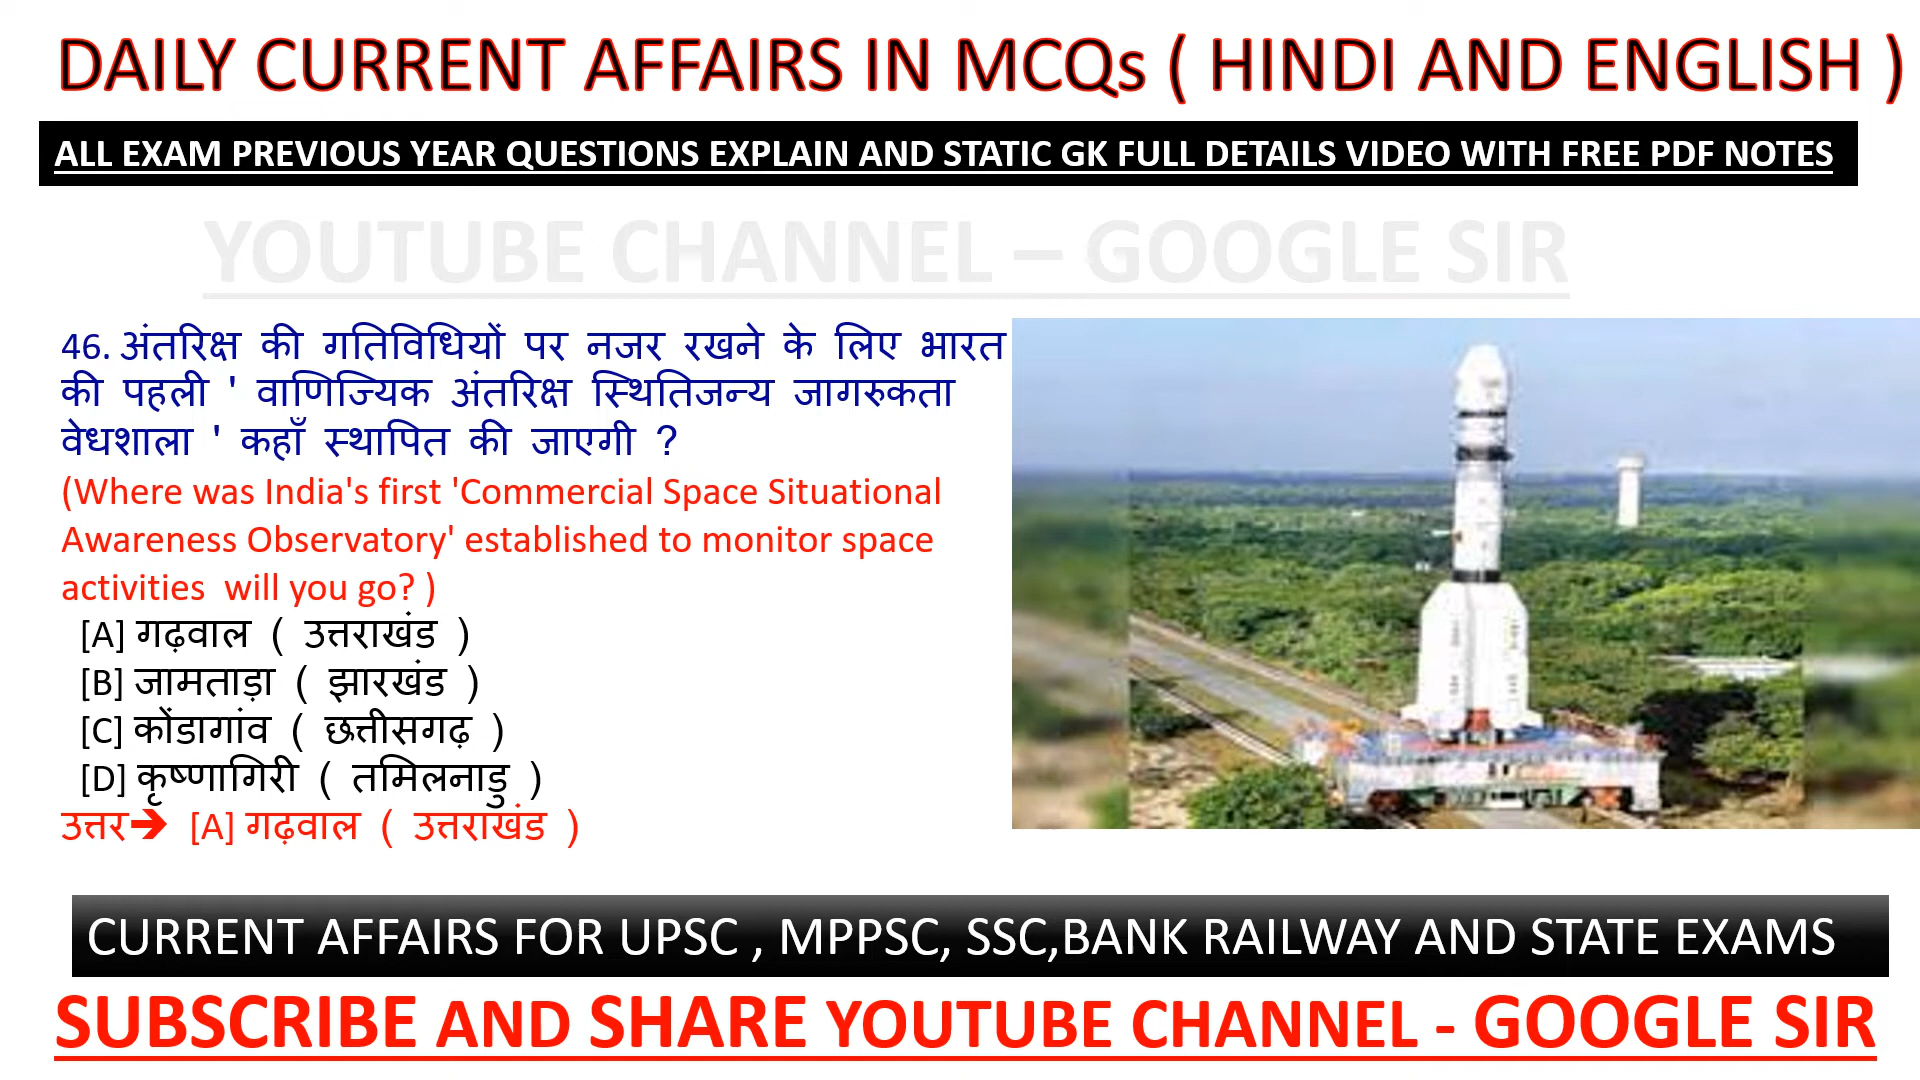 DAILY CURRENT AFFAIRS IN MCQs ( HINDI AND ENGLISH )
ALL EXAM PREVIOUS YEAR QUESTIONS EXPLAIN AND STATIC GK FULL DETAILS VIDEO WITH FREE PDF NOTES
YOUTUBE CHANNEL – GOOGLE SIR
46. अंतरिक्ष की गतिविधियों पर नजर रखने के लिए भारत
की पहली ' वाणिज्यिक अंतरिक्ष स्थितिजन्य जागरुकता
वेधशाला ' कहाँ स्थापित की जाएगी ?
(Where was India's first 'Commercial Space Situational
Awareness Observatory' established to monitor space
activities will you go? )
[A] गढ़वाल ( उत्तराखंड )
[B] जामताड़ा ( झारखंड )
[C] कोंडागांव ( छत्तीसगढ़ )
[D] कृष्णागिरी ( तमिलनाडु )
उत्तर➔ [A] गढ़वाल ( उत्तराखंड )
CURRENT AFFAIRS FOR UPSC , MPPSC, SSC,BANK RAILWAY AND STATE EXAMS
SUBSCRIBE AND SHARE YOUTUBE CHANNEL - GOOGLE SIR